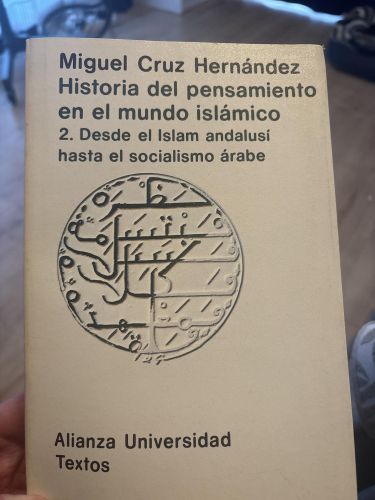 Miguel Cruz Hernández
Historia del pensamiento
en el mundo islámico
2. Desde el Islam andalusí
hasta el socialismo árabe
Alianza Universidad
Textos